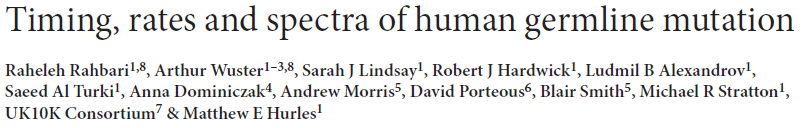 Timing, rates and spectra of human germline mutation
Raheleh Rahbari1,8, Arthur Wuster1–3,8, Sarah J Lindsay1, Robert J Hardwick1, Ludmil B Alexandrov1,
Saeed Al Turki1, Anna Dominiczak4, Andrew Morris5, David Porteous6, Blair Smith5, Michael R Stratton1,
UK10K Consortium7 & Matthew E Hurles1